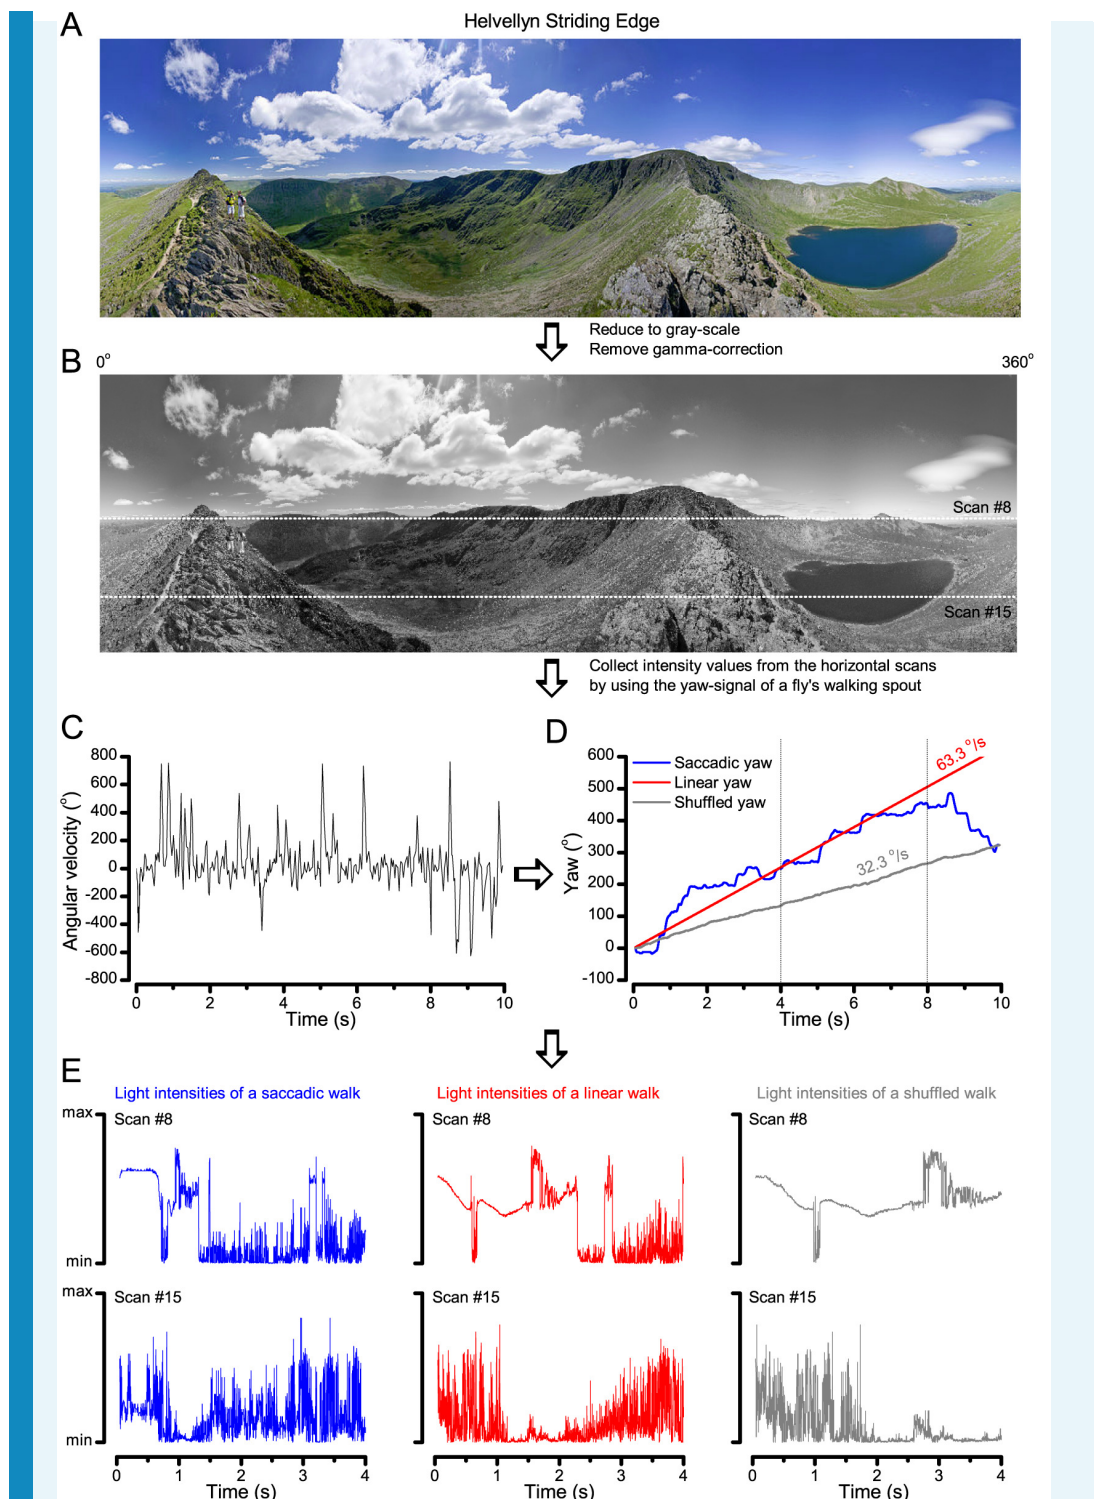 A
Helvellyn Striding Edge
Reduce to gray-scale
Remove gamma-correction
B
0°
360°
Scan #8
Scan #15
Collect intensity values from the horizontal scans
by using the yaw-signal of a fly's walking spout
C
800
600
400
200
0
-200
-400
-600
-800
Angular velocity (°)
0 2 4 6 8 10
Time (s)
D
600
500
400
300
200
100
0
-100
Yaw (°)
Saccadic yaw
Linear yaw
Shuffled yaw
63.3 °/s
32.3 °/s
0 2 4 6 8 10
Time (s)
E
Light intensities of a saccadic walk
Light intensities of a linear walk
Light intensities of a shuffled walk
max
Scan #8
Scan #8
Scan #8
min
max
Scan #15
Scan #15
Scan #15
min
0 1 2 3 4
Time (s)
0 1 2 3 4
Time (s)
0 1 2 3 4
Time (s)